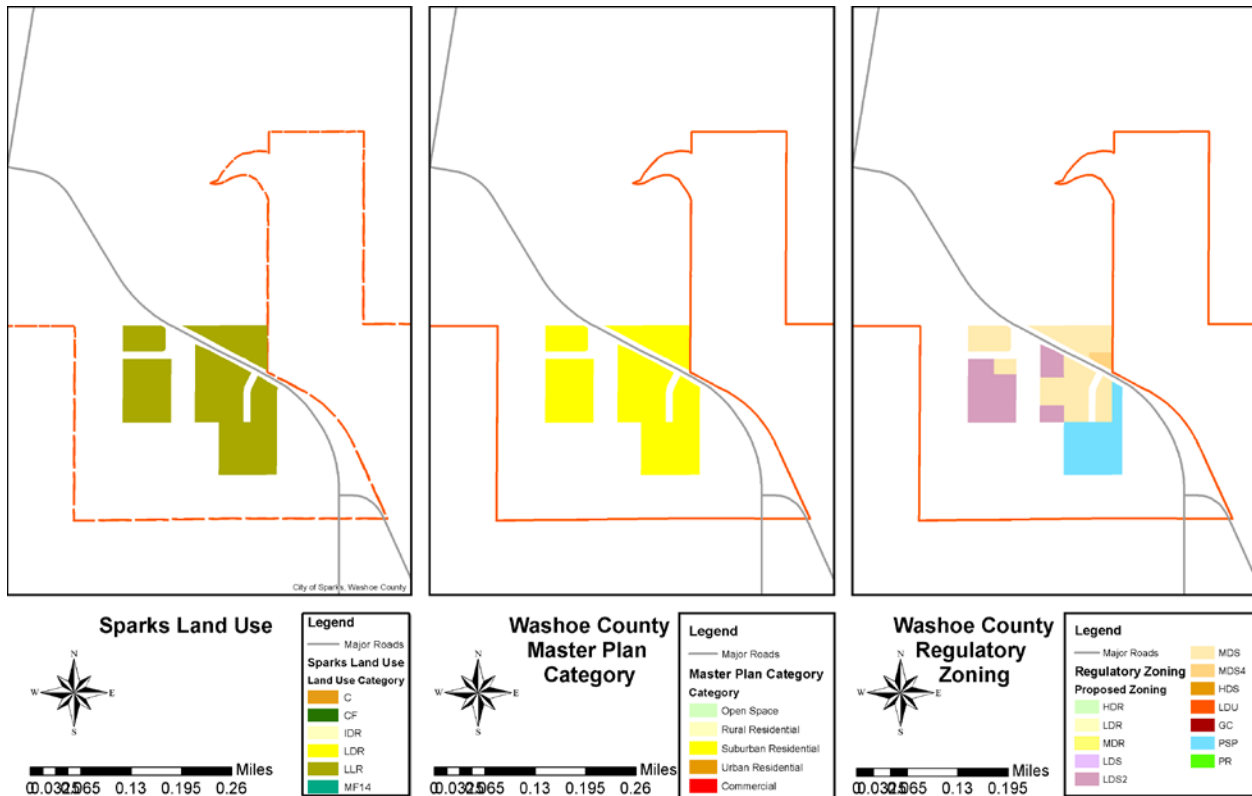 City of Sparks, Washoe County
Sparks Land Use
N
W
E
S
Miles
0.13
0.195
0.26
Legend
Major Roads
Sparks Land Use
Land Use Category
C
CF
IDR
LDR
LLR
MF14
Washoe County
Master Plan
Category
N
W
E
S
Miles
0.13
0.195
0.26
Legend
Major Roads
Master Plan Category
Category
Open Space
Rural Residential
Suburban Residential
Urban Residential
Commercial
Washoe County
Regulatory
Zoning
N
W
E
S
Miles
0.13
0.195
0.26
Legend
Major Roads
Regulatory Zoning
Proposed Zoning
HDR
LDR
MDR
LDS
LDS2
MDS
MDS4
HDS
LDU
GC
PSP
PR